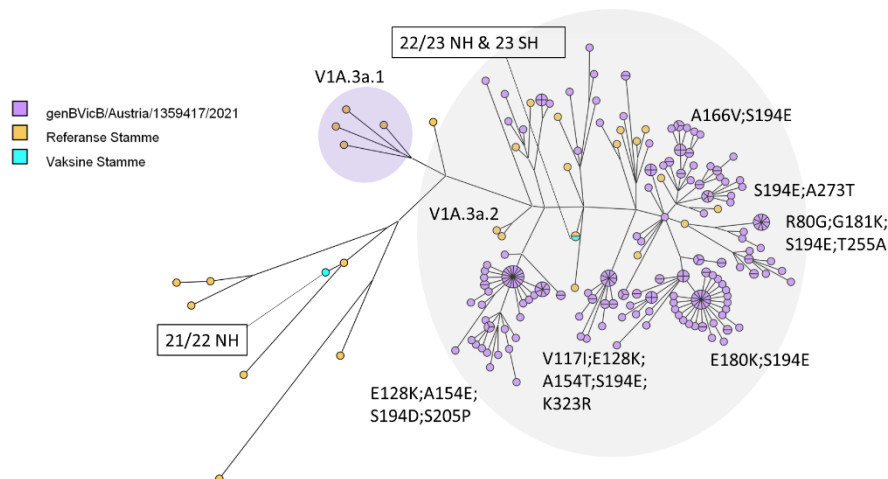 22/23 NH & 23 SH
V1A.3a.1
genBVicB/Austria/1359417/2021
Referanse Stamme
Vaksine Stamme
A166V;S194E
S194E;A273T
V1A.3a.2
R80G;G181K;
S194E;T255A
21/22 NH
V117I;E128K;
A154T;S194E;
K323R
E180K;S194E
E128K;A154E;
S194D;S205P